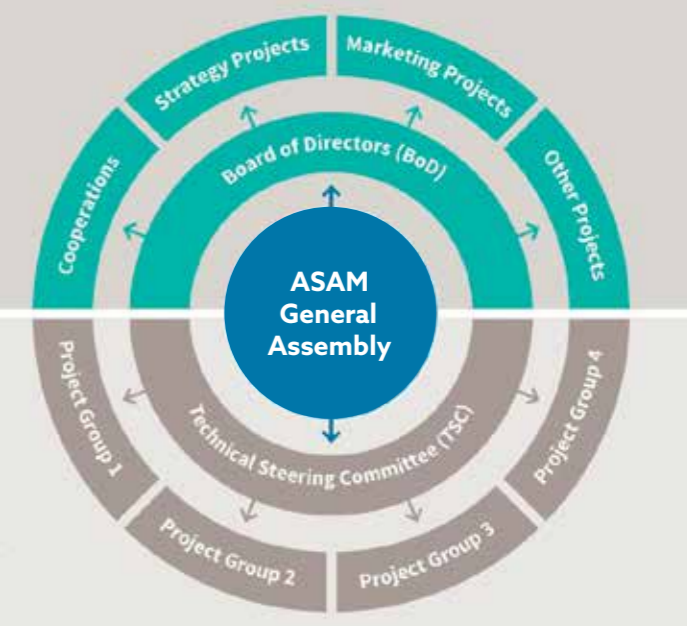 Cooperations
Strategy Projects
Marketing Projects
Other Projects
Board of Directors (BoD)
ASAM
General
Assembly
Technical Steering Committee (TSC)
Project Group 1
Project Group 2
Project Group 3
Project Group 4